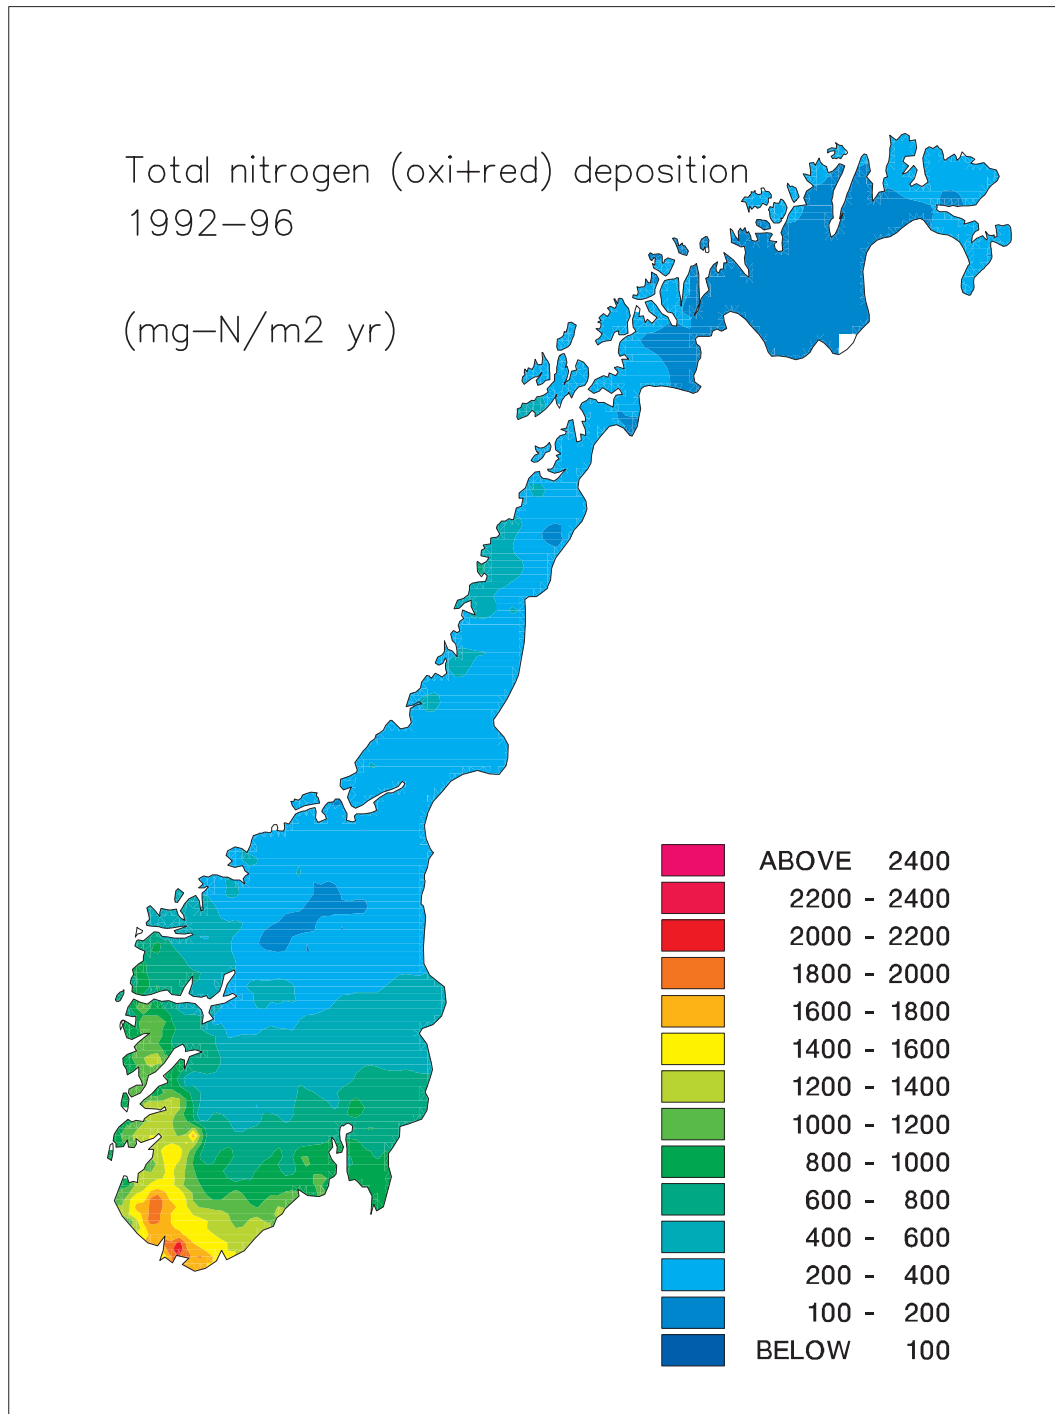 Total nitrogen (oxi+red) deposition
1992-96
(mg-N/m2 yr)
ABOVE 2400
2200 - 2400
2000 - 2200
1800 - 2000
1600 - 1800
1400 - 1600
1200 - 1400
1000 - 1200
800 - 1000
600 - 800
400 - 600
200 - 400
100 - 200
BELOW 100